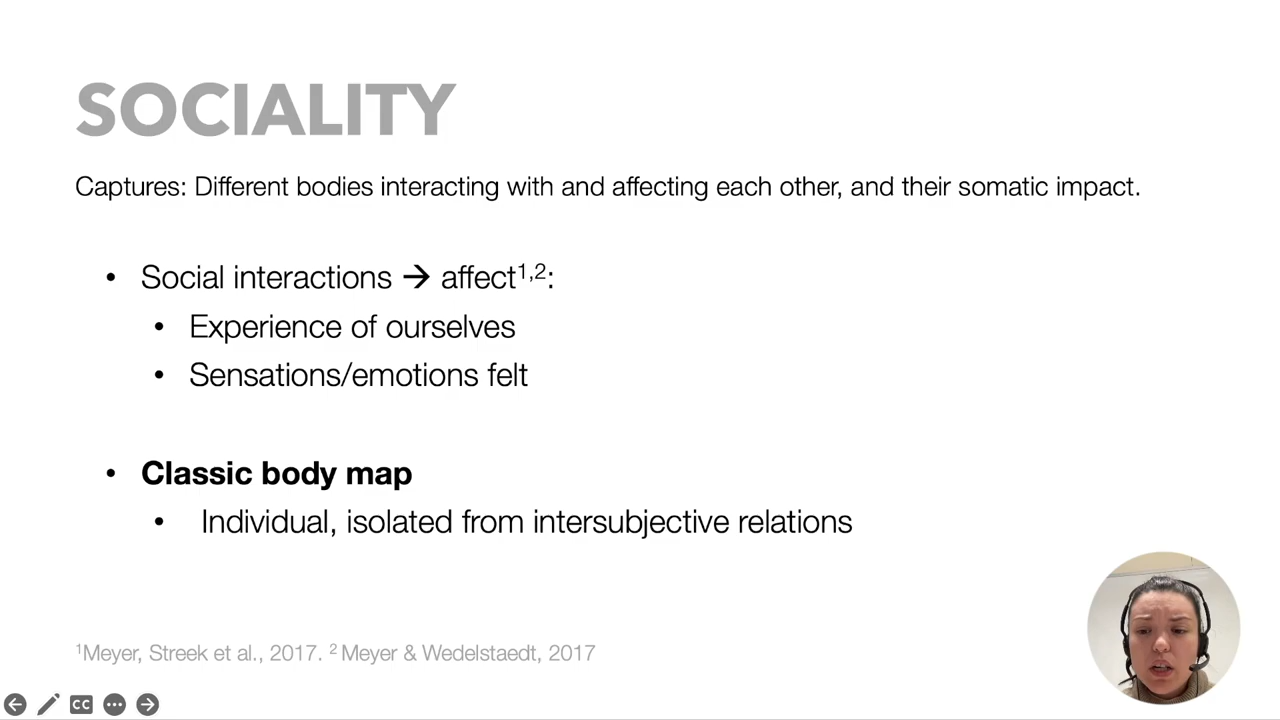 SOCIALITY
Captures: Different bodies interacting with and affecting each other, and their somatic impact.
• Social interactions → affect¹,²:
• Experience of ourselves
• Sensations/emotions felt
• Classic body map
• Individual, isolated from intersubjective relations
¹Meyer, Streek et al., 2017. ² Meyer & Wedelstaedt, 2017
CC